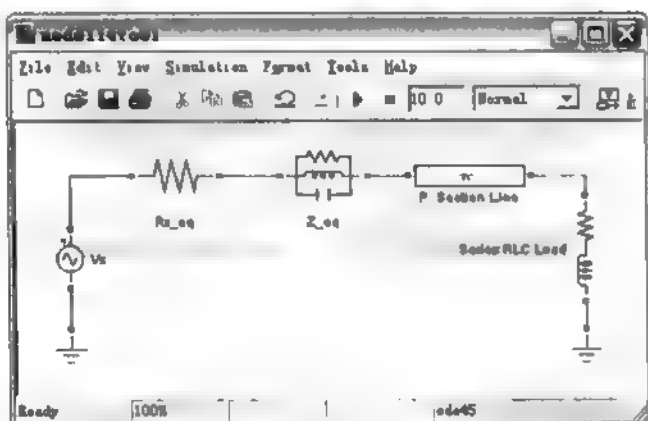 File Edit View Simulation Format Tools Help
10.0 Normal
Rs_eq
Z_eq
PI Section Line
Vs
Series RLC Load
Ready 100% ode45